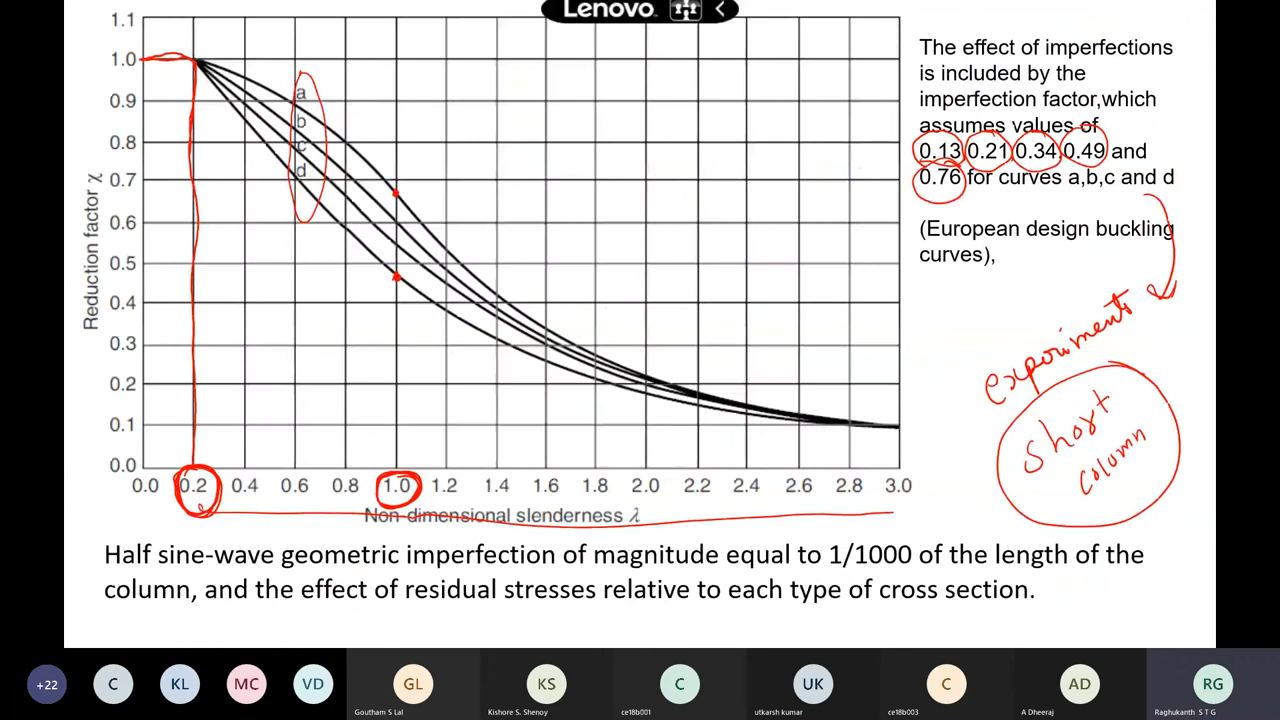 Lenovo
1.1
1.0
0.9
0.8
0.7
0.6
0.5
0.4
0.3
0.2
0.1
0.0
Reduction factor χ
a
b
c
d
0.0 0.2 0.4 0.6 0.8 1.0 1.2 1.4 1.6 1.8 2.0 2.2 2.4 2.6 2.8 3.0
Non-dimensional slenderness λ
The effect of imperfections
is included by the
imperfection factor,which
assumes values of
0.13,0.21,0.34,0.49 and
0.76 for curves a,b,c and d
(European design buckling
curves),
experiments
Short
column
Half sine-wave geometric imperfection of magnitude equal to 1/1000 of the length of the
column, and the effect of residual stresses relative to each type of cross section.
+22 C KL MC VD GL KS C UK C AD RG
Goutham S Lal Kishore S. Shenoy ce18b001 utkarsh kumar ce18b003 A Dheeraj Raghukanth S T G